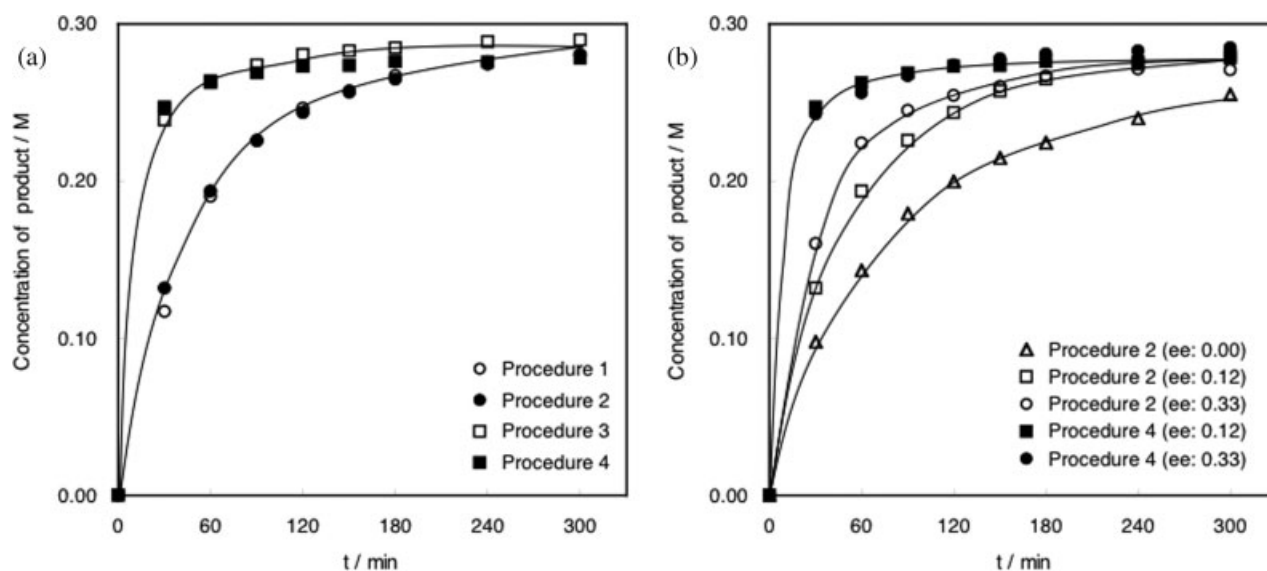 (a)
Concentration of product / M
0.30
0.20
0.10
0.00
Procedure 1
Procedure 2
Procedure 3
Procedure 4
0 60 120 180 240 300
t / min
(b)
Concentration of product / M
0.30
0.20
0.10
0.00
Procedure 2 (ee: 0.00)
Procedure 2 (ee: 0.12)
Procedure 2 (ee: 0.33)
Procedure 4 (ee: 0.12)
Procedure 4 (ee: 0.33)
0 60 120 180 240 300
t / min